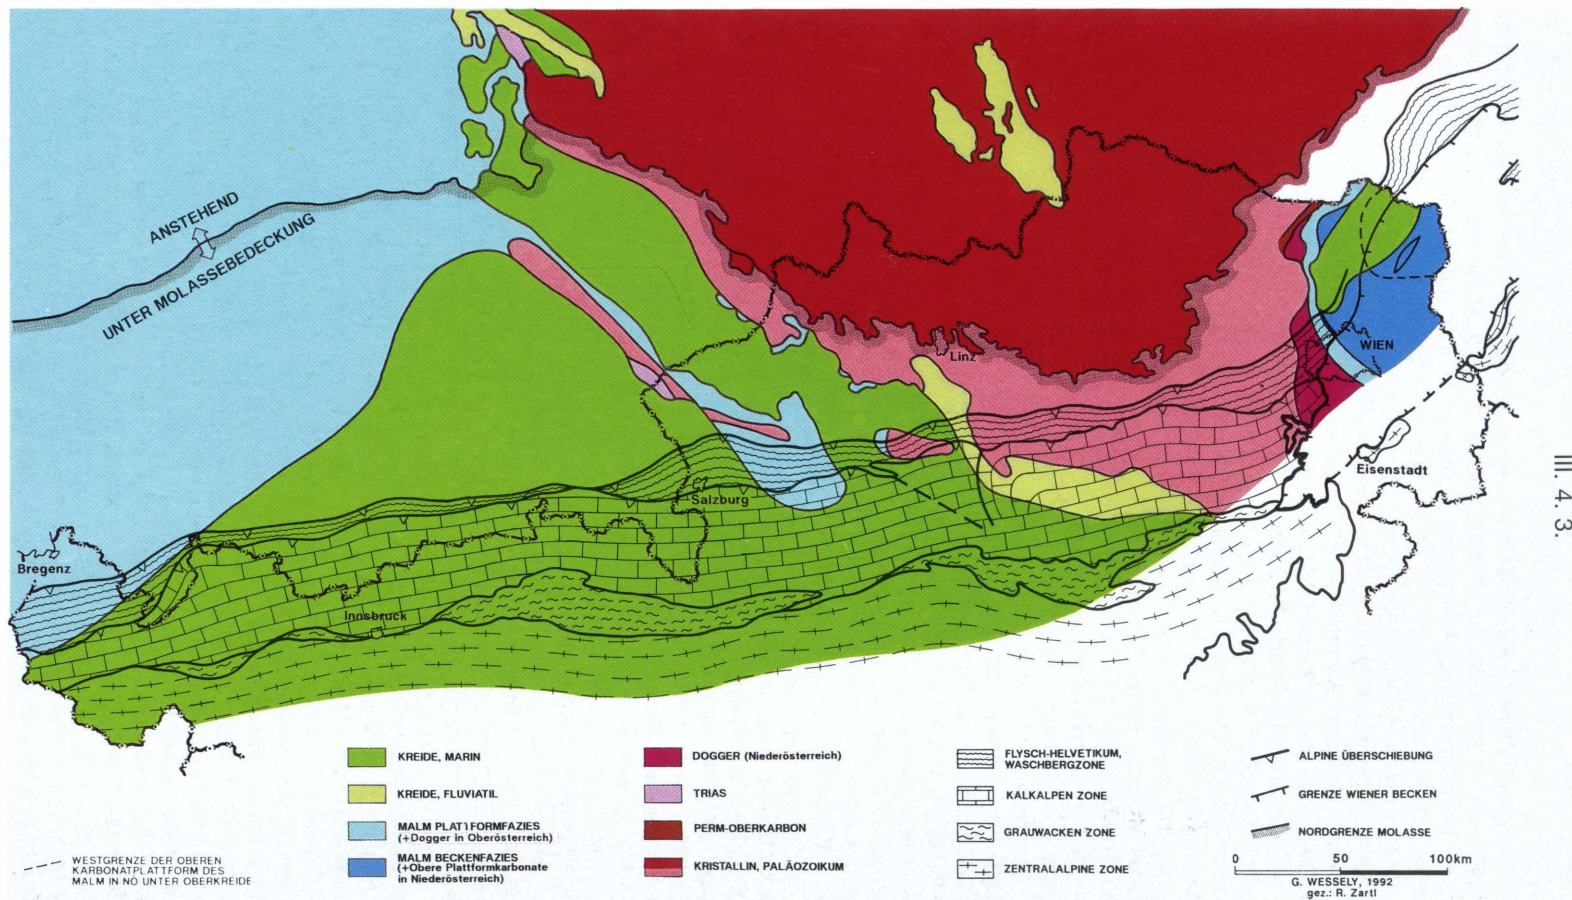 ANSTEHEND
UNTER MOLASSEBEDECKUNG
Linz
WIEN
Eisenstadt
Salzburg
Bregenz
Innsbruck
III. 4. 3.
KREIDE, MARIN
KREIDE, FLUVIATIL
MALM PLATTFORMFAZIES
(+Dogger in Oberösterreich)
MALM BECKENFAZIES
(+Obere Plattformkarbonate
in Niederösterreich)
DOGGER (Niederösterreich)
TRIAS
PERM-OBERKARBON
KRISTALLIN, PALÄOZOIKUM
FLYSCH-HELVETIKUM,
WASCHBERGZONE
KALKALPEN ZONE
GRAUWACKEN ZONE
ZENTRALALPINE ZONE
ALPINE ÜBERSCHIEBUNG
GRENZE WIENER BECKEN
NORDGRENZE MOLASSE
0 50 100km
G. WESSELY, 1992
gez.: R. Zartl
WESTGRENZE DER OBEREN
KARBONATPLATTFORM DES
MALM IN NÖ UNTER OBERKREIDE